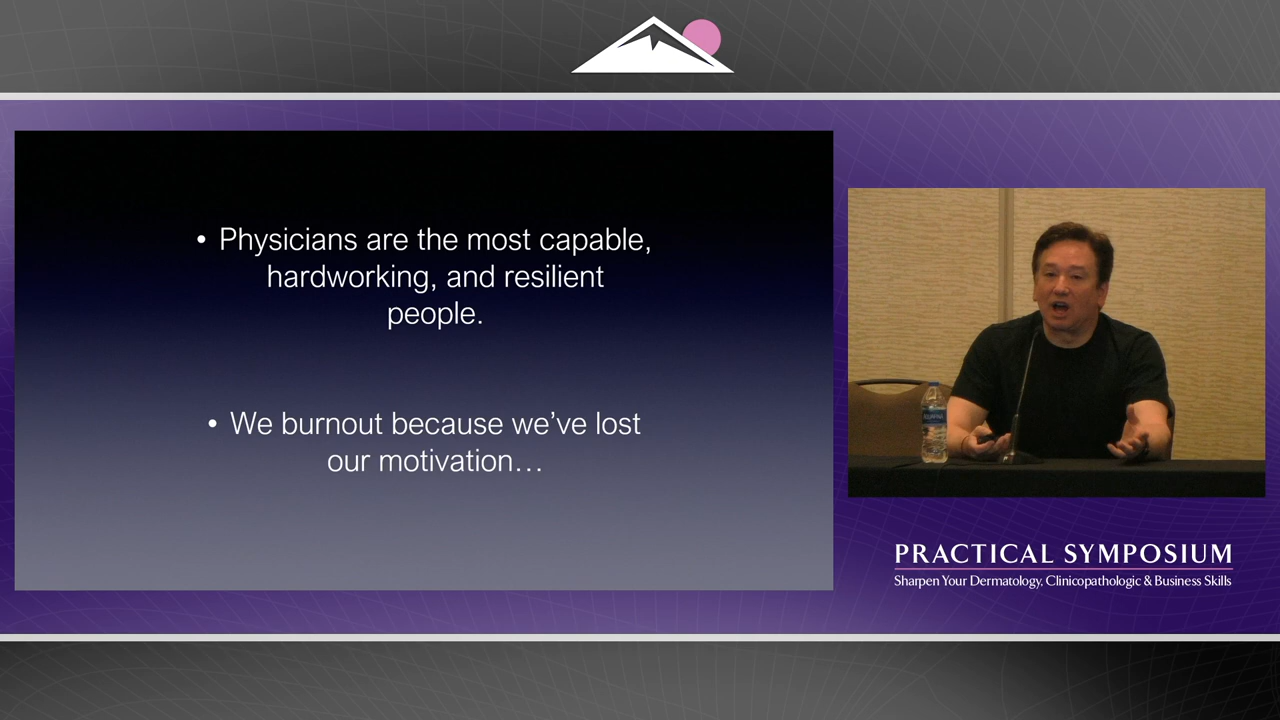 • Physicians are the most capable,
hardworking, and resilient
people.
• We burnout because we've lost
our motivation…
PRACTICAL SYMPOSIUM
Sharpen Your Dermatology, Clinicopathologic & Business Skills